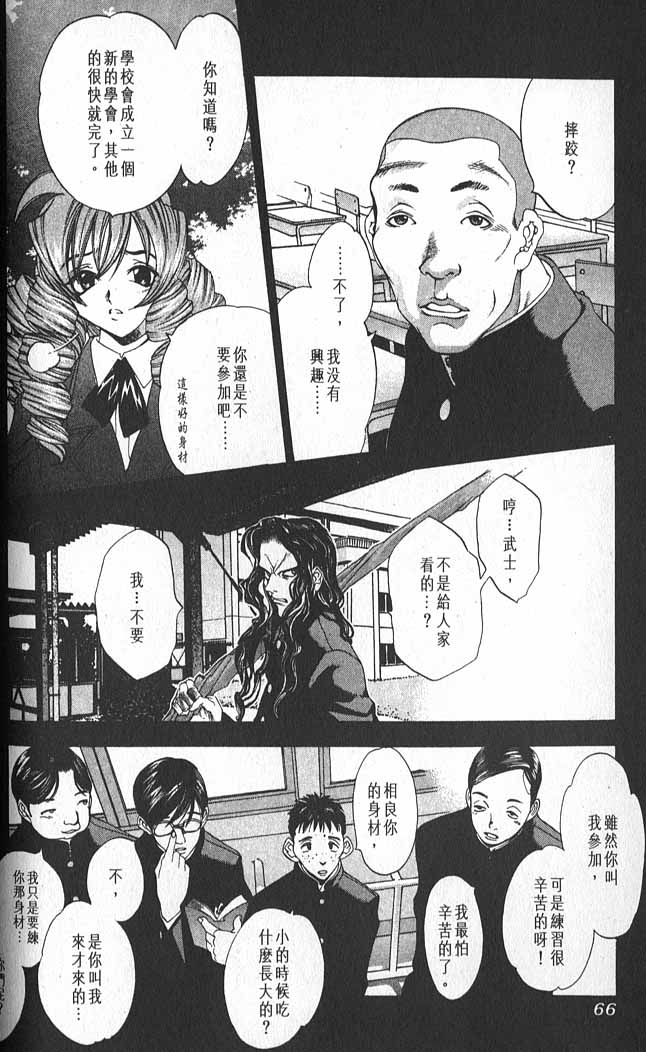 摔跤？
……不了，
我没有
興趣……
你知道嗎？
學校會成立一個
新的學會，其他
的很快就完了。
你還是不
要參加吧……
這樣好的身材
哼…武士，
不是給人家
看的…？
我…不要
雖然你叫
我參加，
可是練習很
辛苦的呀！
我最怕
辛苦的了。
相良你
的身材，
小的時候吃
什麼長大的？
不，
是你叫我
來才來的…
我只是要練
你那身材…
66